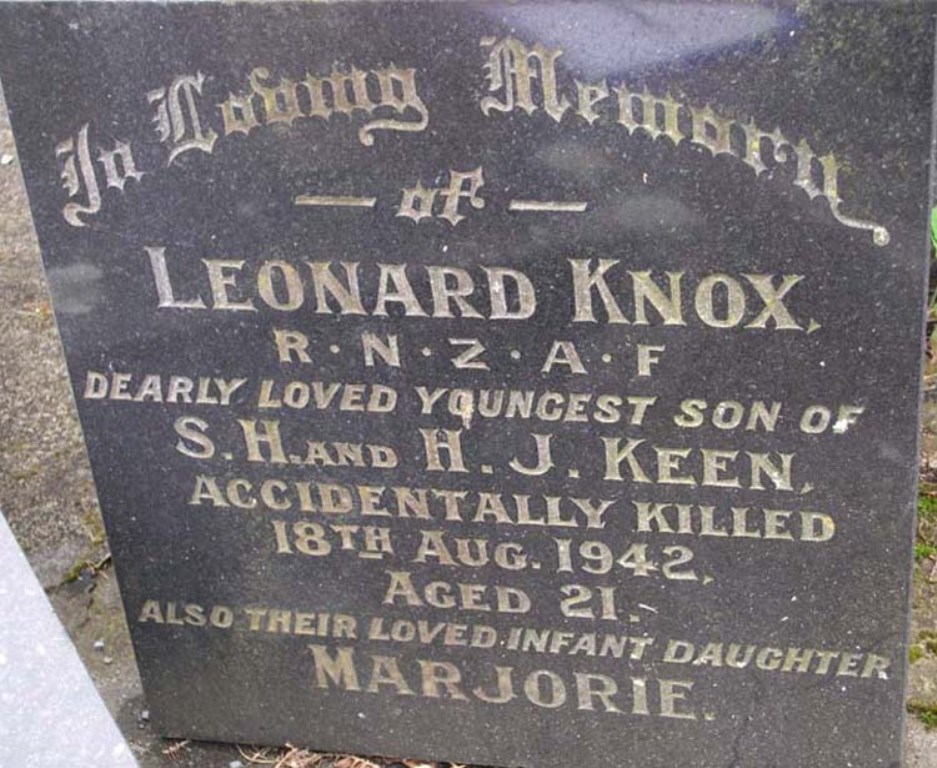 In Loving Memory
— of —
LEONARD KNOX,
R·N·Z·A·F
DEARLY LOVED YOUNGEST SON OF
S.H. AND H.J. KEEN,
ACCIDENTALLY KILLED
18TH AUG. 1942,
AGED 21.
ALSO THEIR LOVED INFANT DAUGHTER
MARJORIE.